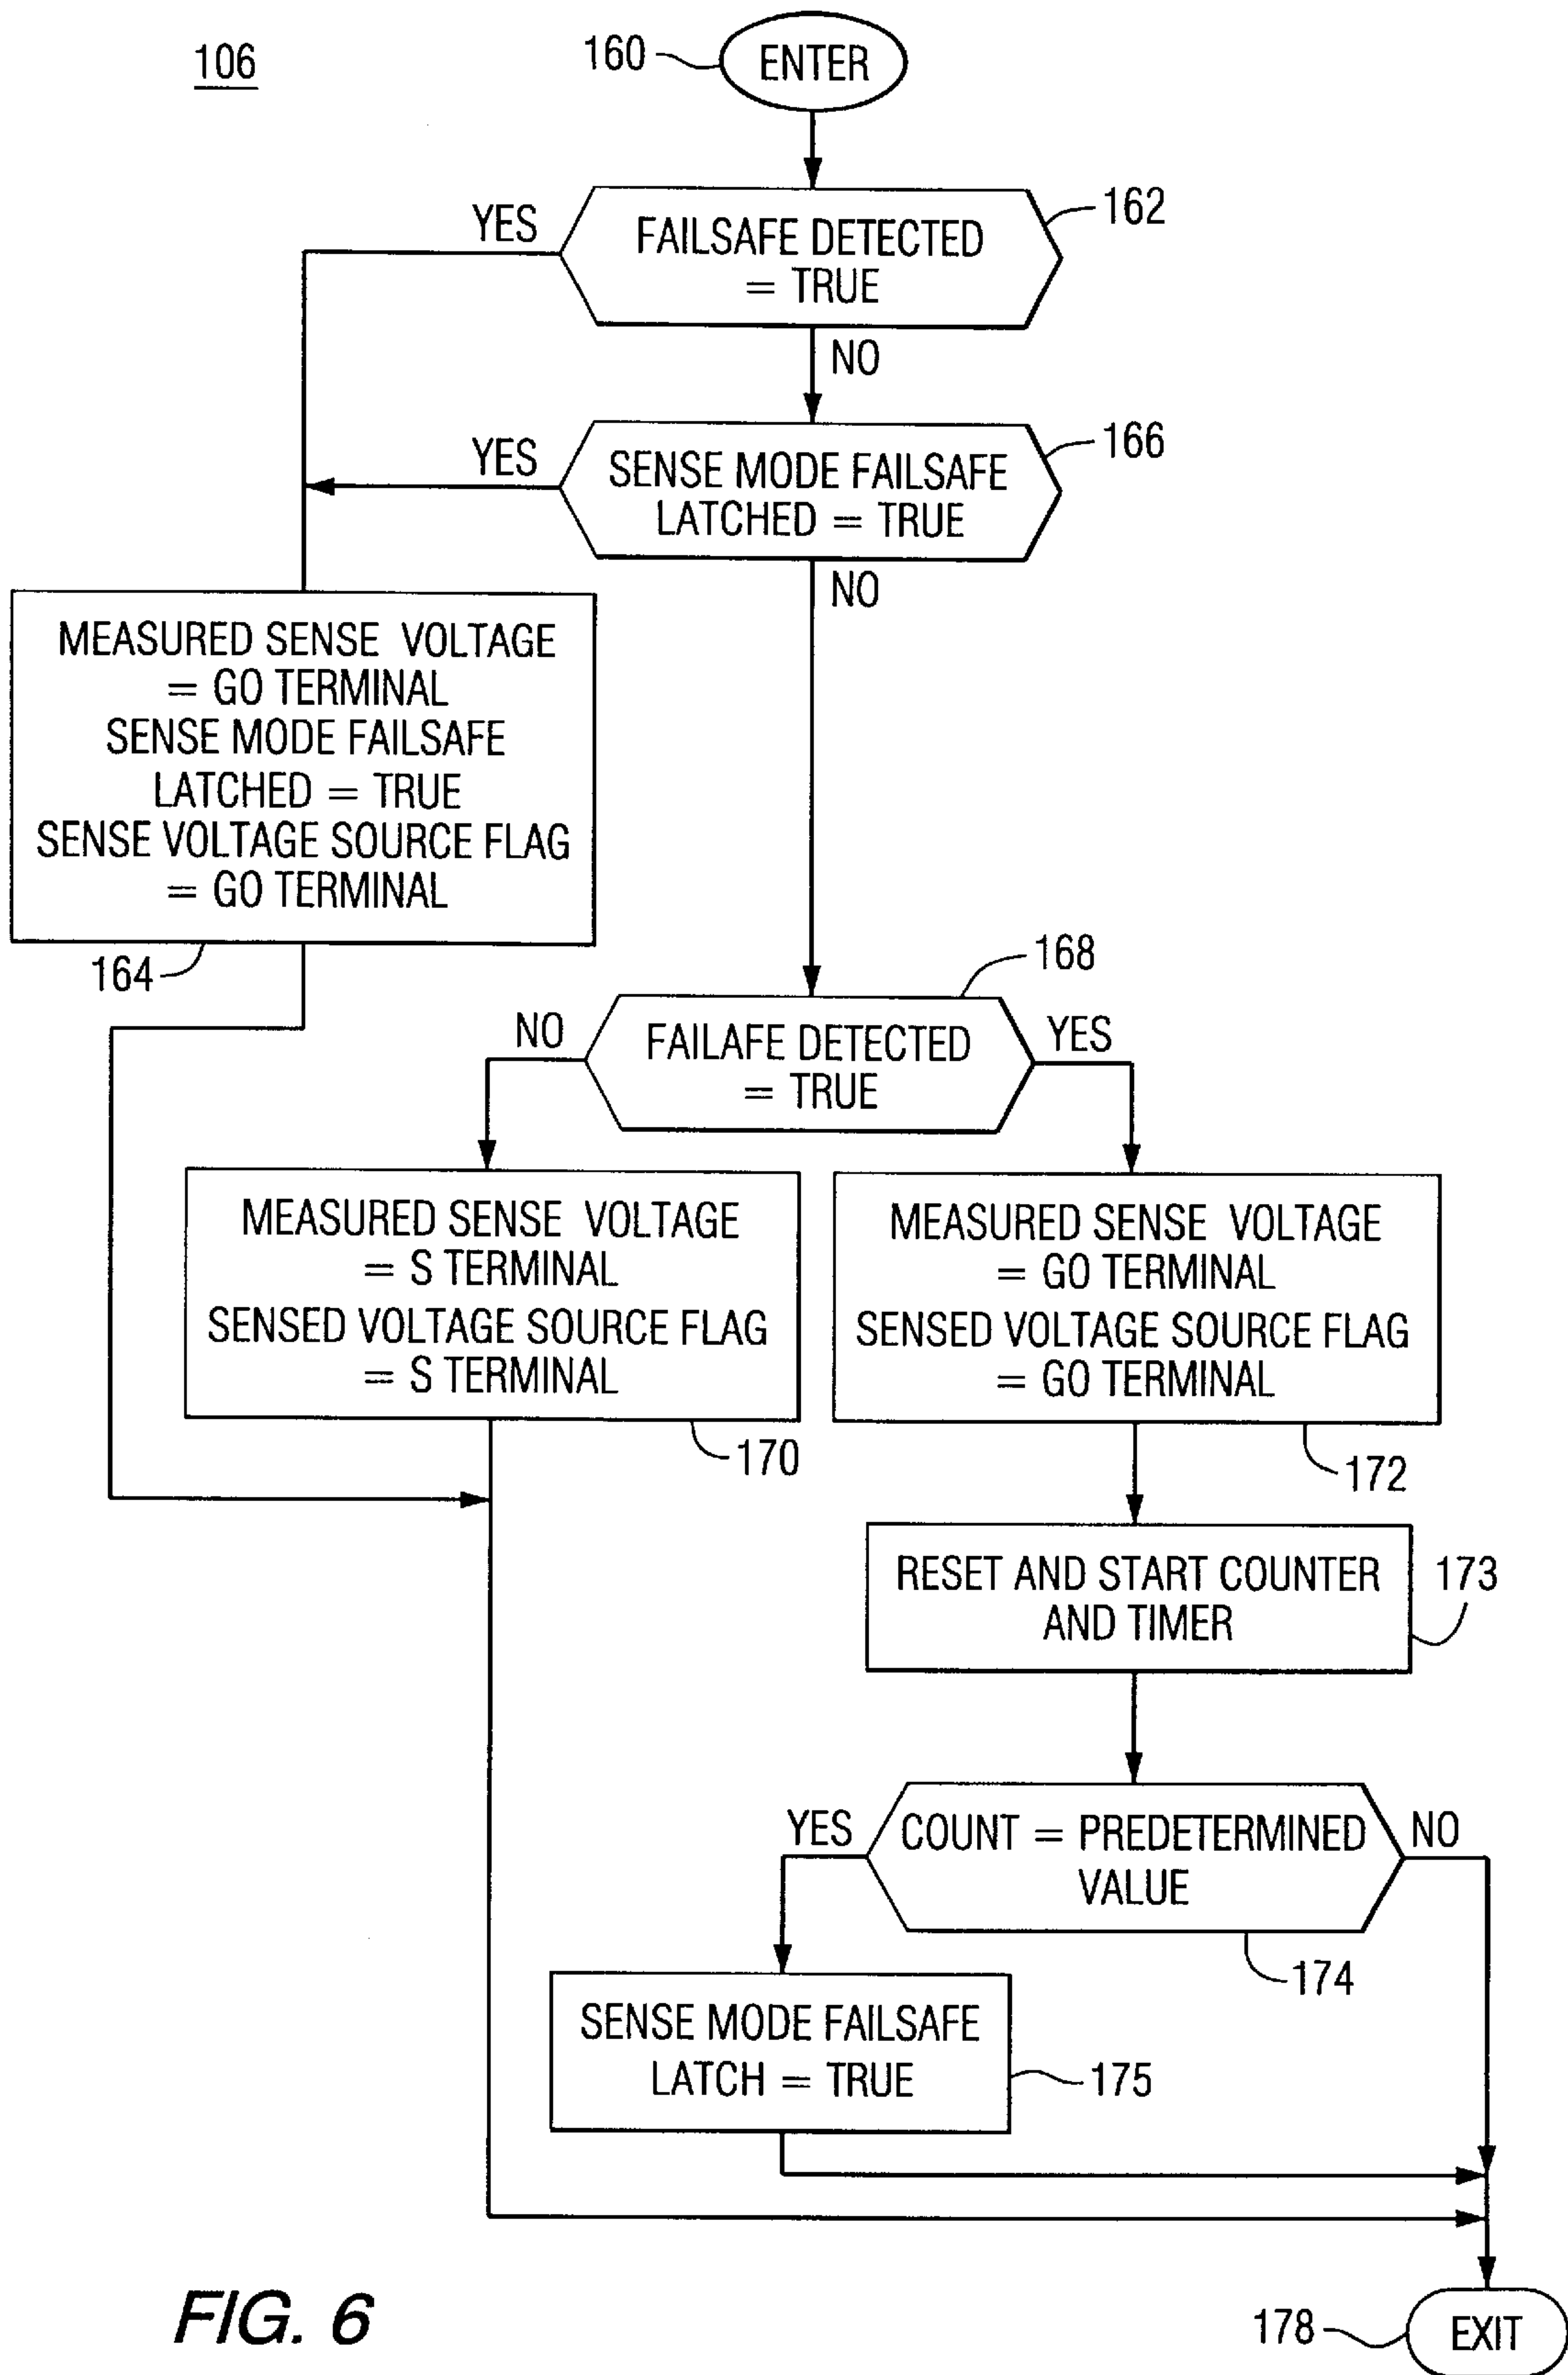 106
160
ENTER
162
YES
FAILSAFE DETECTED
= TRUE
NO
166
YES
SENSE MODE FAILSAFE
LATCHED = TRUE
NO
MEASURED SENSE VOLTAGE
= GO TERMINAL
SENSE MODE FAILSAFE
LATCHED = TRUE
SENSE VOLTAGE SOURCE FLAG
= GO TERMINAL
164
168
NO
FAILAFE DETECTED
= TRUE
YES
MEASURED SENSE VOLTAGE
= S TERMINAL
SENSED VOLTAGE SOURCE FLAG
= S TERMINAL
170
MEASURED SENSE VOLTAGE
= GO TERMINAL
SENSED VOLTAGE SOURCE FLAG
= GO TERMINAL
172
RESET AND START COUNTER
AND TIMER
173
YES
COUNT = PREDETERMINED
VALUE
NO
174
SENSE MODE FAILSAFE
LATCH = TRUE
175
FIG. 6
178
EXIT